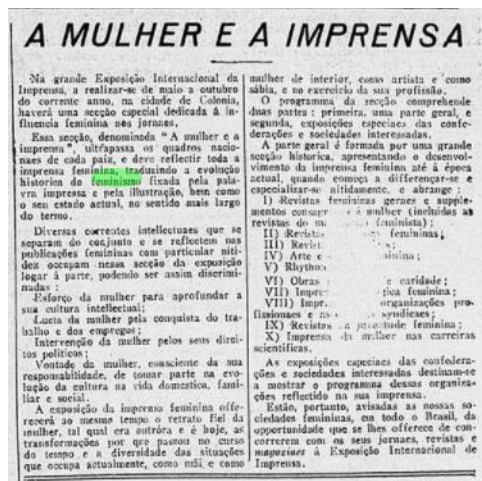 A MULHER E A IMPRENSA
Na grande Exposição Internacional da
Imprensa, a realizar-se de maio a outubro
do corrente anno, na cidade de Colonia,
haverá uma secção especial dedicada á in-
fluencia feminina nos jornaes.
Essa secção, denominada "A mulher e a
imprensa", ultrapassa os quadros nacio-
naes de cada paiz, e deve reflectir toda a
imprensa feminina, traduzindo a evolução
historica do feminismo fixada pela pala-
vra impressa e pela illustração, bem como
o seu estado actual, no sentido mais largo
do termo.
Diversas correntes intellectuaes que se
separam do conjunto e se reflectem nas
publicações femininas com particular niti-
dez occupam nessa secção da exposição
logar á parte, podendo ser assim discrimi-
nadas:
Esforço da mulher para aprofundar a
sua cultura intellectual;
Lucta da mulher pela conquista do tra-
balho e dos empregos;
Intervenção da mulher pelos seus direi-
tos politicos;
Vontade da mulher, consciente da sua
responsabilidade, de tomar parte na evo-
lução da cultura na vida domestica, fami-
liar e social.
A exposição da imprensa feminina offe-
recerá ao mesmo tempo o retrato fiel da
mulher, tal qual era outróra e é hoje, as
transformações por que passou no curso
do tempo e a diversidade das situações
que occupa actualmente, como mãi e como
mulher de interior, como artista e como
sábia, e no exercicio da sua profissão.
O programma da secção comprehende
duas partes: primeira, uma parte geral, e
segunda, exposições especiaes das confe-
derações e sociedades interessadas.
A parte geral é formada por uma grande
secção historica, apresentando o desenvol-
vimento da imprensa feminina até á época
actual, quando começa a differençar-se e
especializar-se nitidamente, e abrange:
I) Revistas femininas geraes e supple-
mentos á mulher (incluidas as
revistas do feminista);
II) Revistas femininas;
III)
IV) Arte e
V)
VI) Obras e caridade;
VII) feminina;
VIII) organizações pro-
fissionaes e syndicaes;
IX) Revistas juventude feminina;
X) Imprensa da mulher nas carreiras
scientificas.
As exposições especiaes das confedera-
ções e sociedades interessadas destinam-se
a mostrar o programma dessas organiza-
ções reflectido na sua imprensa.
Estão, portanto, avisadas as nossas so-
ciedades femininas, em todo o Brasil, da
opportunidade que se lhes offerece de con-
correrem com os seus jornaes, revistas e
magazines á Exposição Internacional de
Imprensa.